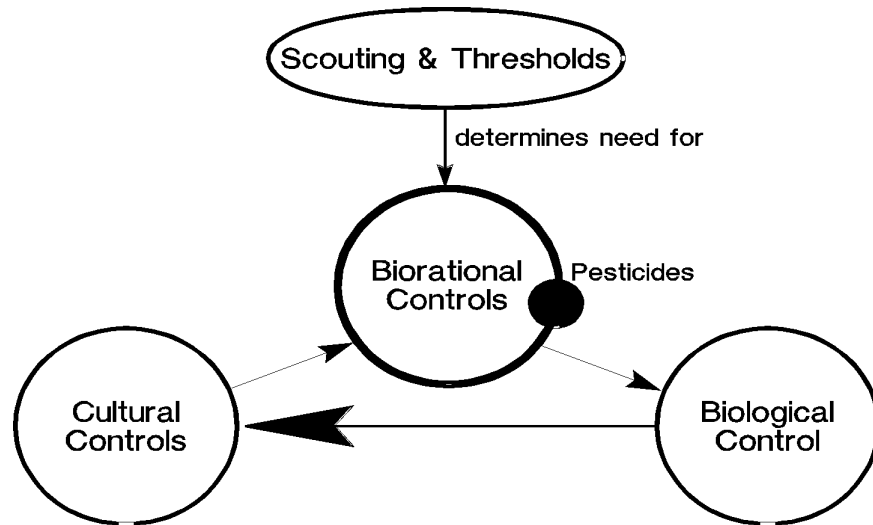 Scouting & Thresholds
determines need for
Biorational
Controls
Pesticides
Cultural
Controls
Biological
Control